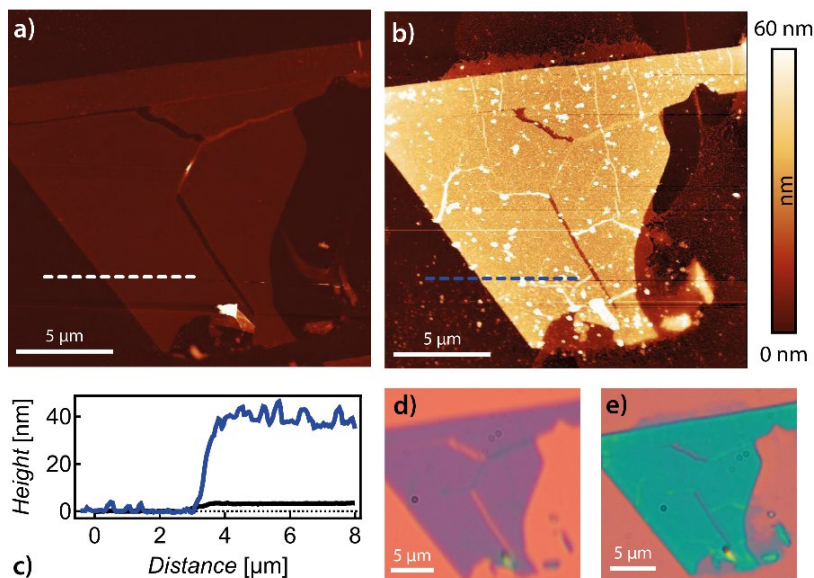 a)
b)
60 nm
nm
0 nm
5 μm
5 μm
c)
Height [nm]
40
20
0
0
2
4
6
8
Distance [μm]
d)
e)
5 μm
5 μm